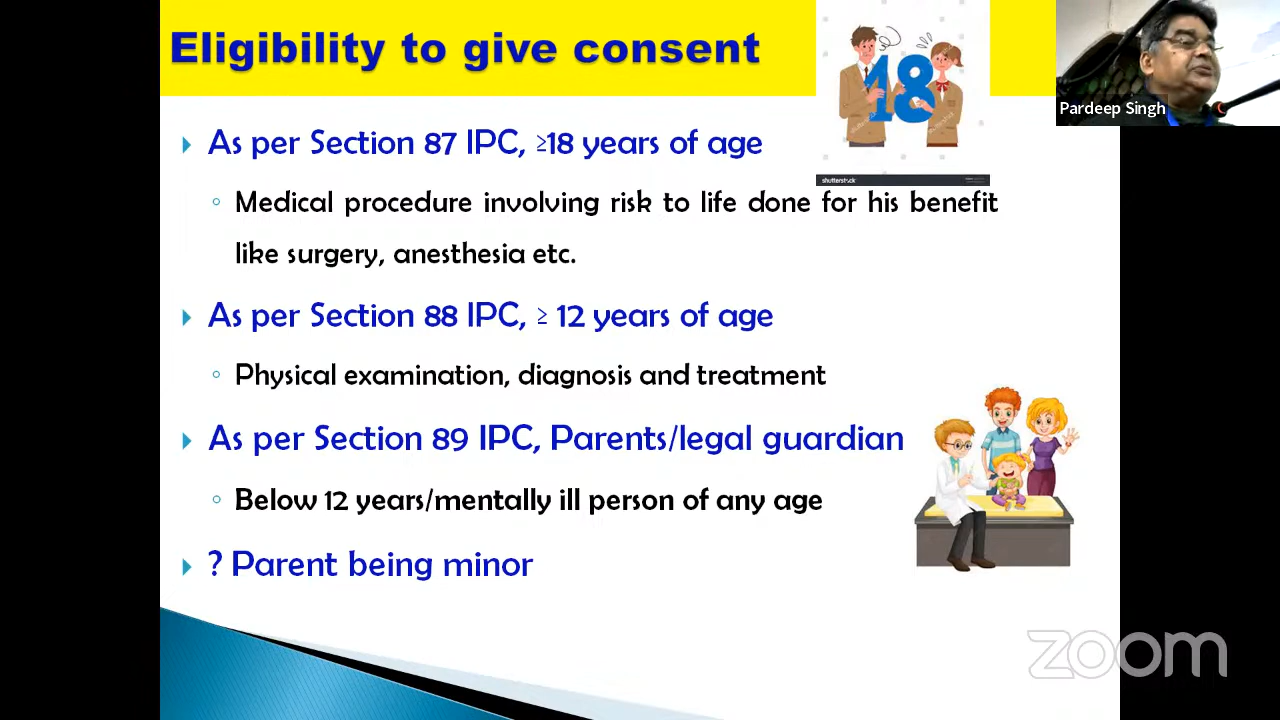 Eligibility to give consent
18
shutterstock
Pardeep Singh
As per Section 87 IPC, ≥18 years of age
Medical procedure involving risk to life done for his benefit
like surgery, anesthesia etc.
As per Section 88 IPC, ≥ 12 years of age
Physical examination, diagnosis and treatment
As per Section 89 IPC, Parents/legal guardian
Below 12 years/mentally ill person of any age
? Parent being minor
zoom